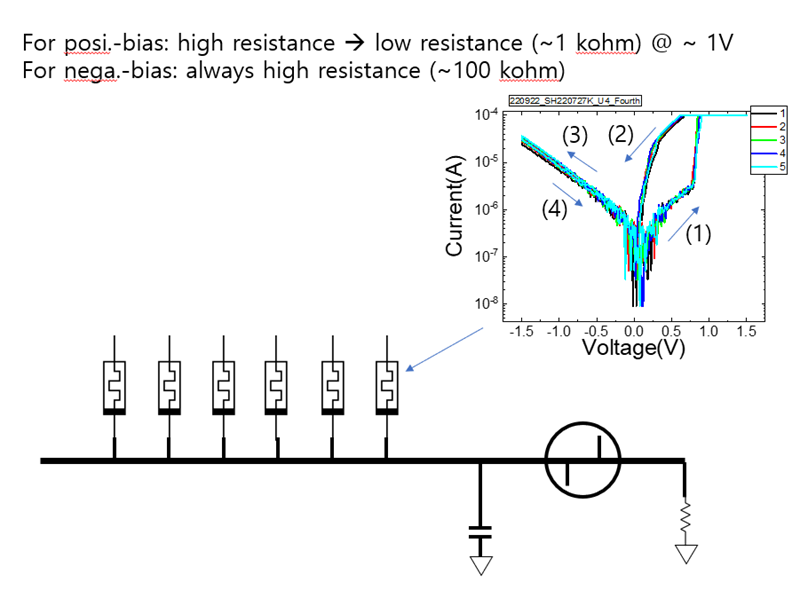 For posi.-bias: high resistance → low resistance (~1 kohm) @ ~ 1V
For nega.-bias: always high resistance (~100 kohm)
220922_SH220727K_U4_Fourth
10-4
10-5
10-6
10-7
10-8
Current(A)
(3) (2)
(4)
(1)
1
2
3
4
5
-1.5 -1.0 -0.5 0.0 0.5 1.0 1.5
Voltage(V)